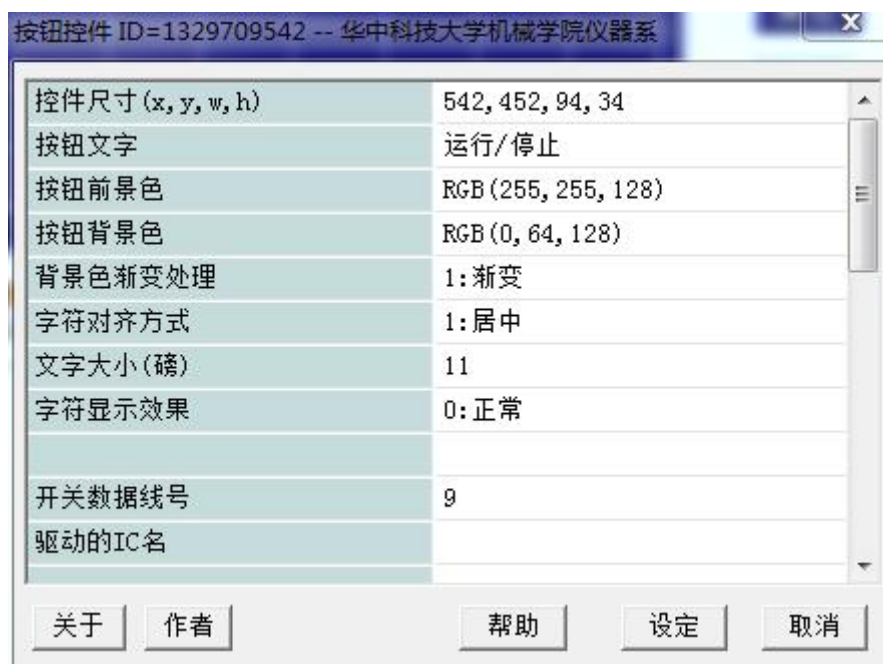 按钮控件 ID=1329709542 -- 华中科技大学机械学院仪器系
控件尺寸(x,y,w,h) 542,452,94,34
按钮文字 运行/停止
按钮前景色 RGB(255,255,128)
按钮背景色 RGB(0,64,128)
背景色渐变处理 1:渐变
字符对齐方式 1:居中
文字大小(磅) 11
字符显示效果 0:正常
开关数据线号 9
驱动的IC名
关于 作者 帮助 设定 取消